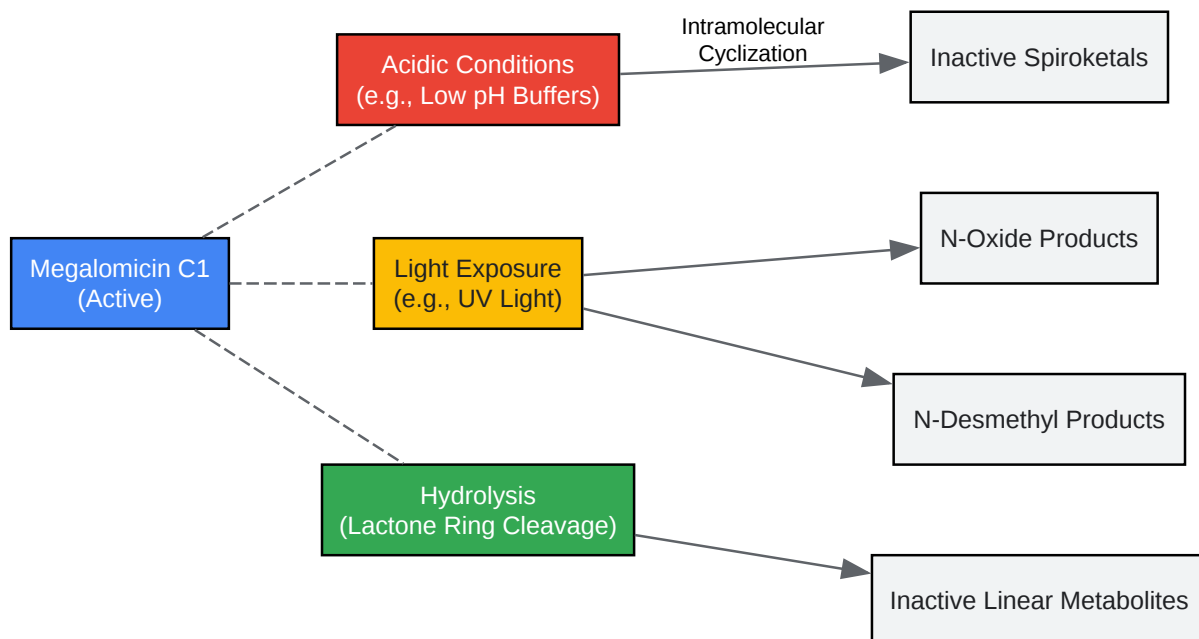 Megalomicin C1
(Active)
Acidic Conditions
(e.g., Low pH Buffers)
Intramolecular
Cyclization
Inactive Spiroketals
Light Exposure
(e.g., UV Light)
N-Oxide Products
N-Desmethyl Products
Hydrolysis
(Lactone Ring Cleavage)
Inactive Linear Metabolites